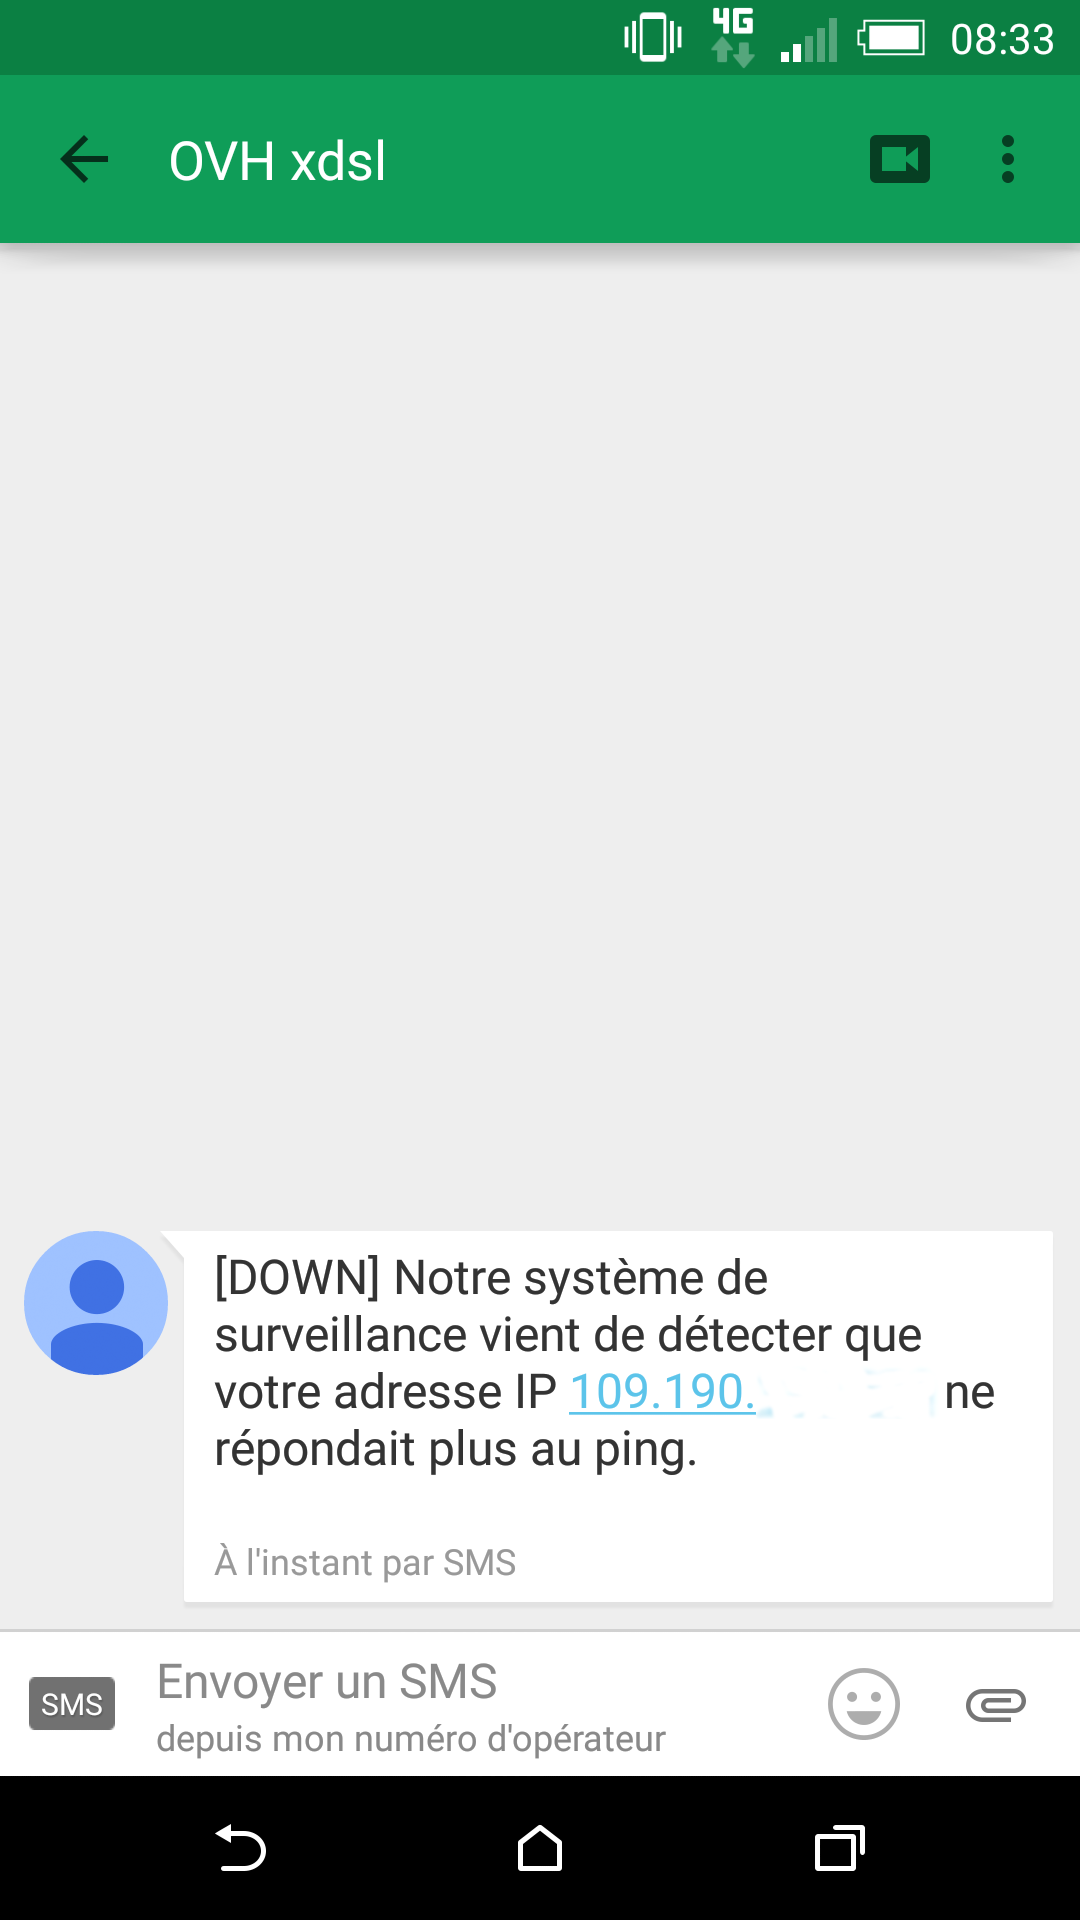 4G
08:33
OVH xdsl
[DOWN] Notre système de
surveillance vient de détecter que
votre adresse IP 109.190. ne
répondait plus au ping.
À l'instant par SMS
SMS
Envoyer un SMS
depuis mon numéro d'opérateur